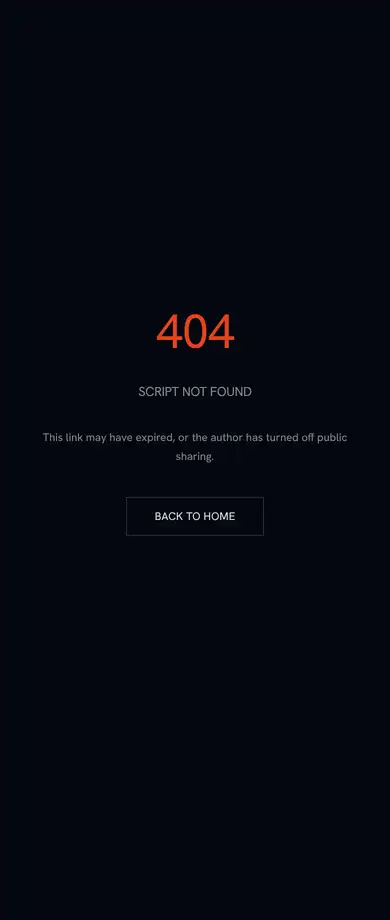 404
SCRIPT NOT FOUND
This link may have expired, or the author has turned off public
sharing.
BACK TO HOME